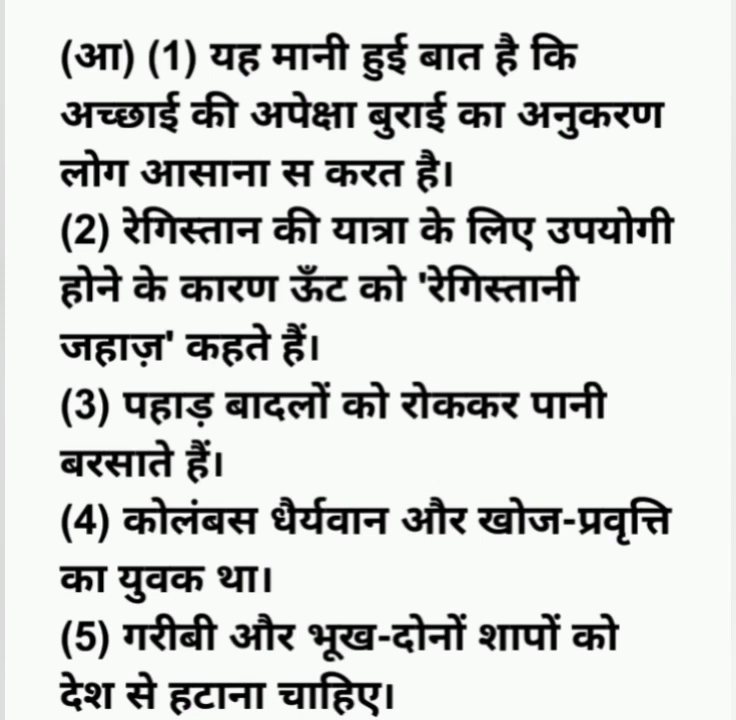 (आ) (1) यह मानी हुई बात है कि
अच्छाई की अपेक्षा बुराई का अनुकरण
लोग आसाना स करत है।
(2) रेगिस्तान की यात्रा के लिए उपयोगी
होने के कारण ऊँट को 'रेगिस्तानी
जहाज़' कहते हैं।
(3) पहाड़ बादलों को रोककर पानी
बरसाते हैं।
(4) कोलंबस धैर्यवान और खोज-प्रवृत्ति
का युवक था।
(5) गरीबी और भूख-दोनों शापों को
देश से हटाना चाहिए।